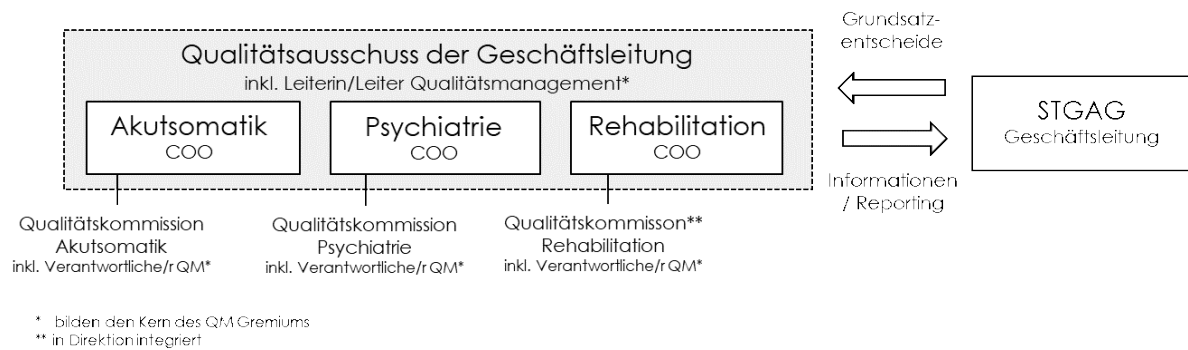 Grundsatz-
entscheide
Qualitätsausschuss der Geschäftsleitung
inkl. Leiterin/Leiter Qualitätsmanagement*
Akutsomatik
COO
Psychiatrie
COO
Rehabilitation
COO
STGAG
Geschäftsleitung
Informationen
/ Reporting
Qualitätskommission
Akutsomatik
inkl. Verantwortliche/r QM*
Qualitätskommission
Psychiatrie
inkl. Verantwortliche/r QM*
Qualitätskommisson**
Rehabilitation
inkl. Verantwortliche/r QM*
* bilden den Kern des QM Gremiums
** in Direktion integriert